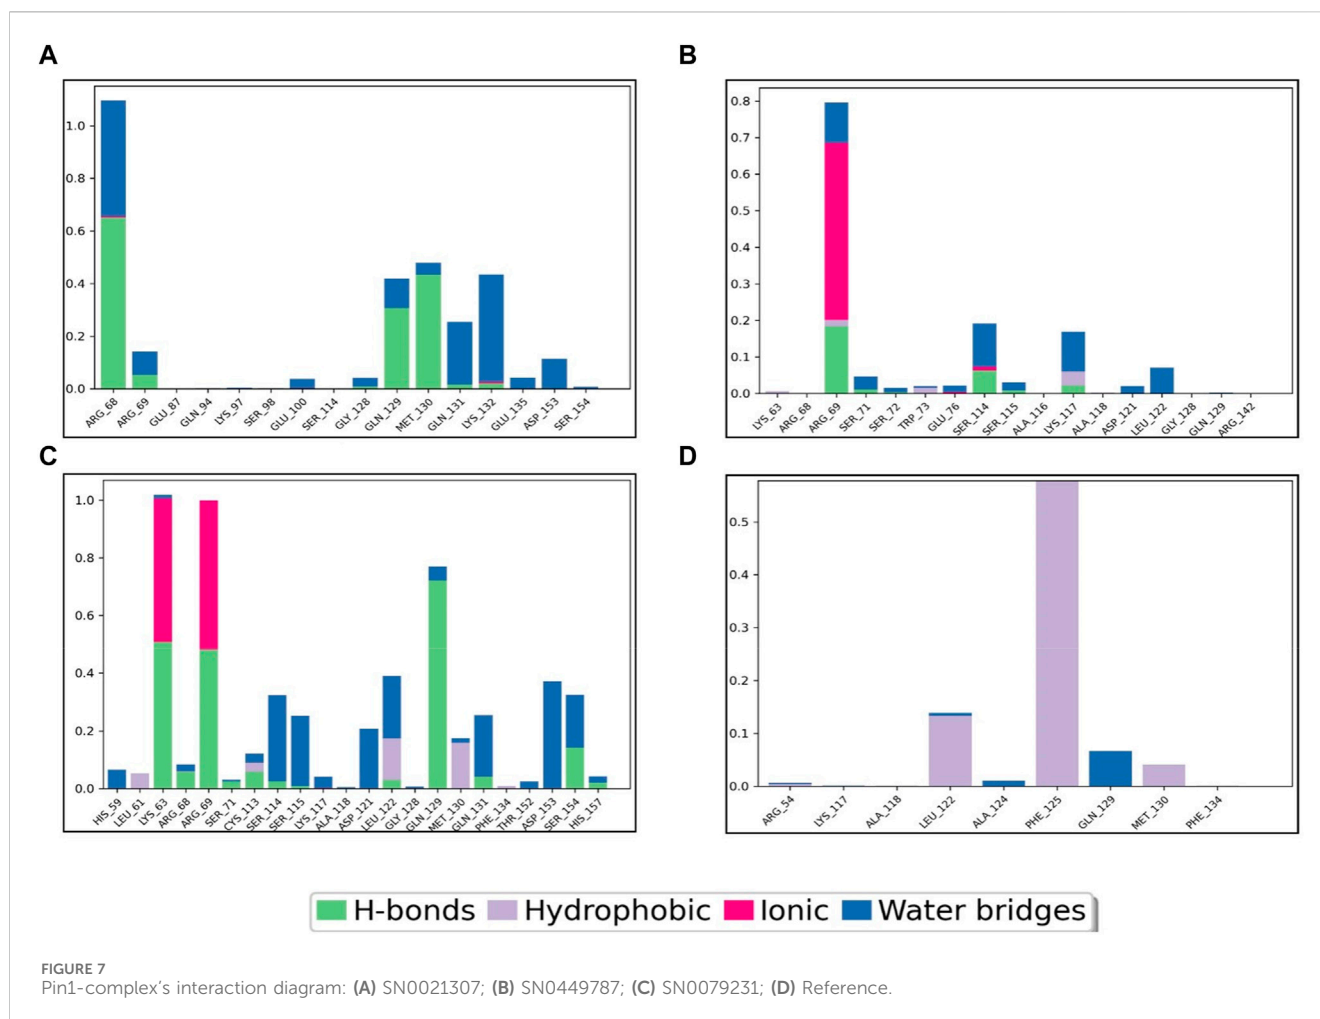 A
1.0
0.8
0.6
0.4
0.2
0.0
ARG_68
ARG_69
GLU_87
GLN_94
LYS_97
SER_98
GLU_100
SER_114
GLY_128
GLN_129
MET_130
GLN_131
LYS_132
GLU_135
ASP_153
SER_154
B
0.8
0.7
0.6
0.5
0.4
0.3
0.2
0.1
0.0
LYS_63
ARG_68
ARG_69
SER_71
SER_72
TRP_73
GLU_76
SER_114
SER_115
ALA_116
LYS_117
ALA_118
ASP_121
LEU_122
GLY_128
GLN_129
ARG_142
C
1.0
0.8
0.6
0.4
0.2
0.0
HIS_59
LEU_61
LYS_63
ARG_68
ARG_69
SER_71
CYS_113
SER_114
SER_115
LYS_117
ALA_118
ASP_121
LEU_122
GLY_128
GLN_129
MET_130
GLN_131
PHE_134
THR_152
ASP_153
SER_154
HIS_157
D
0.5
0.4
0.3
0.2
0.1
0.0
ARG_54
LYS_117
ALA_118
LEU_122
ALA_124
PHE_125
GLN_129
MET_130
PHE_134
H-bonds Hydrophobic Ionic Water bridges
FIGURE 7
Pin1-complex's interaction diagram: (A) SN0021307; (B) SN0449787; (C) SN0079231; (D) Reference.